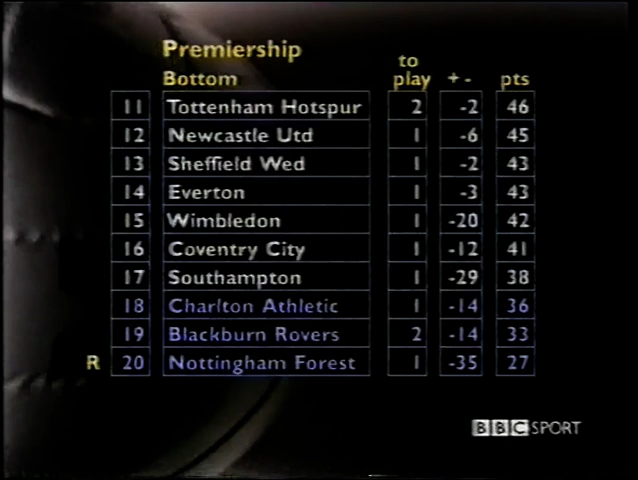 Premiership
Bottom to play + - pts
11 Tottenham Hotspur 2 -2 46
12 Newcastle Utd 1 -6 45
13 Sheffield Wed 1 -2 43
14 Everton 1 -3 43
15 Wimbledon 1 -20 42
16 Coventry City 1 -12 41
17 Southampton 1 -29 38
18 Charlton Athletic 1 -14 36
19 Blackburn Rovers 2 -14 33
R 20 Nottingham Forest 1 -35 27
BBC SPORT